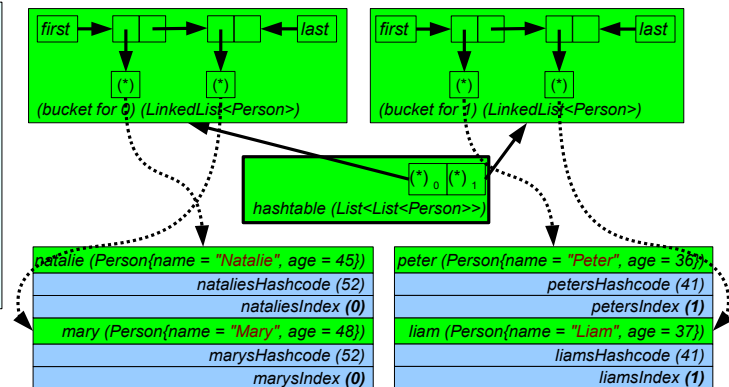 first last
(*) (*)
(bucket for 0) (LinkedList<Person>)
first last
(*) (*)
(bucket for 1) (LinkedList<Person>)
(*) 0 (*) 1
hashtable (List<List<Person>>)
natalie (Person{name = "Natalie", age = 45})
nataliesHashcode (52)
nataliesIndex (0)
mary (Person{name = "Mary", age = 48})
marysHashcode (52)
marysIndex (0)
peter (Person{name = "Peter", age = 36})
petersHashcode (41)
petersIndex (1)
liam (Person{name = "Liam", age = 37})
liamsHashcode (41)
liamsIndex (1)